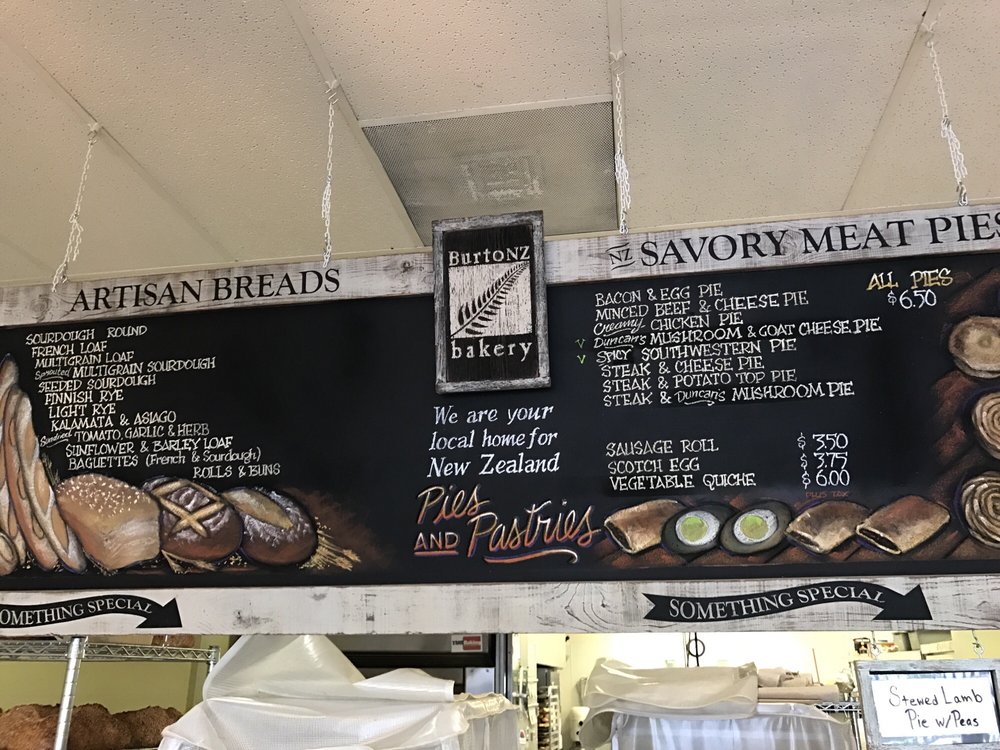 ARTISAN BREADS
SOURDOUGH ROUND
FRENCH LOAF
MULTIGRAIN LOAF
Sprouted MULTIGRAIN SOURDOUGH
SEEDED SOURDOUGH
FINNISH RYE
LIGHT RYE
KALAMATA & ASIAGO
Sundried TOMATO, GARLIC & HERB
SUNFLOWER & BARLEY LOAF
BAGUETTES (French & Sourdough)
ROLLS & BUNS
BurtoNZ
bakery
We are your
local home for
New Zealand
Pies
AND Pastries
NZ SAVORY MEAT PIES
ALL PIES
$6.50
BACON & EGG PIE
MINCED BEEF & CHEESE PIE
Creamy CHICKEN PIE
V Duncan's MUSHROOM & GOAT CHEESE PIE
V SPICY SOUTHWESTERN PIE
STEAK & CHEESE PIE
STEAK & POTATO TOP PIE
STEAK & Duncan's MUSHROOM PIE
SAUSAGE ROLL $ 3.50
SCOTCH EGG $ 3.75
VEGETABLE QUICHE $ 6.00
PLUS TAX
OMETHING SPECIAL
SOMETHING SPECIAL
Stewed Lamb
Pie w/Peas